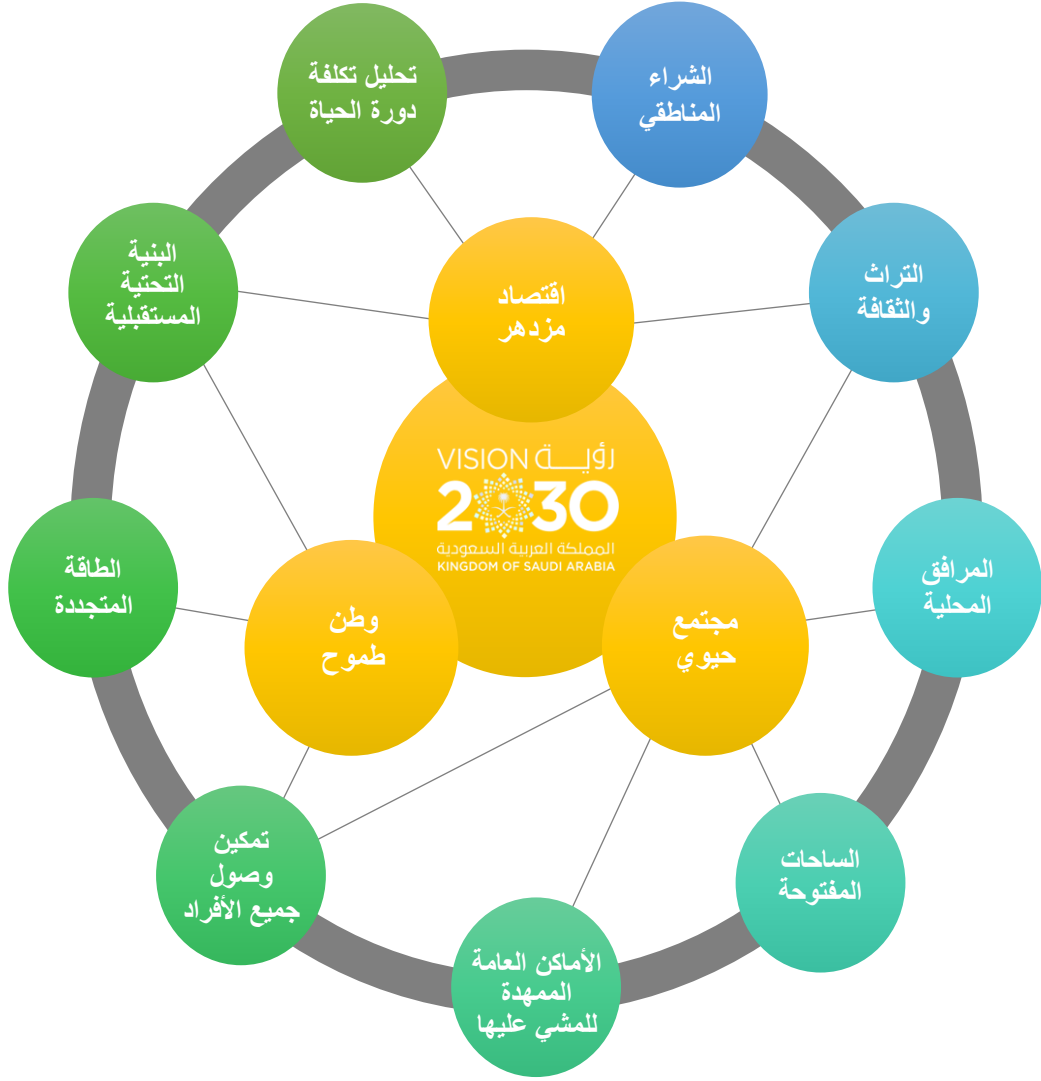 تحليل تكلفة
دورة الحياة
الشراء
المناطقي
البنية
التحتية
المستقبلية
اقتصاد
مزدهر
التراث
والثقافة
VISION رؤيـــة
2030
المملكة العربية السعودية
KINGDOM OF SAUDI ARABIA
الطاقة
المتجددة
وطن
طموح
مجتمع
حيوي
المرافق
المحلية
تمكين
وصول
جميع الأفراد
الساحات
المفتوحة
الأماكن العامة
الممهدة
للمشي عليها